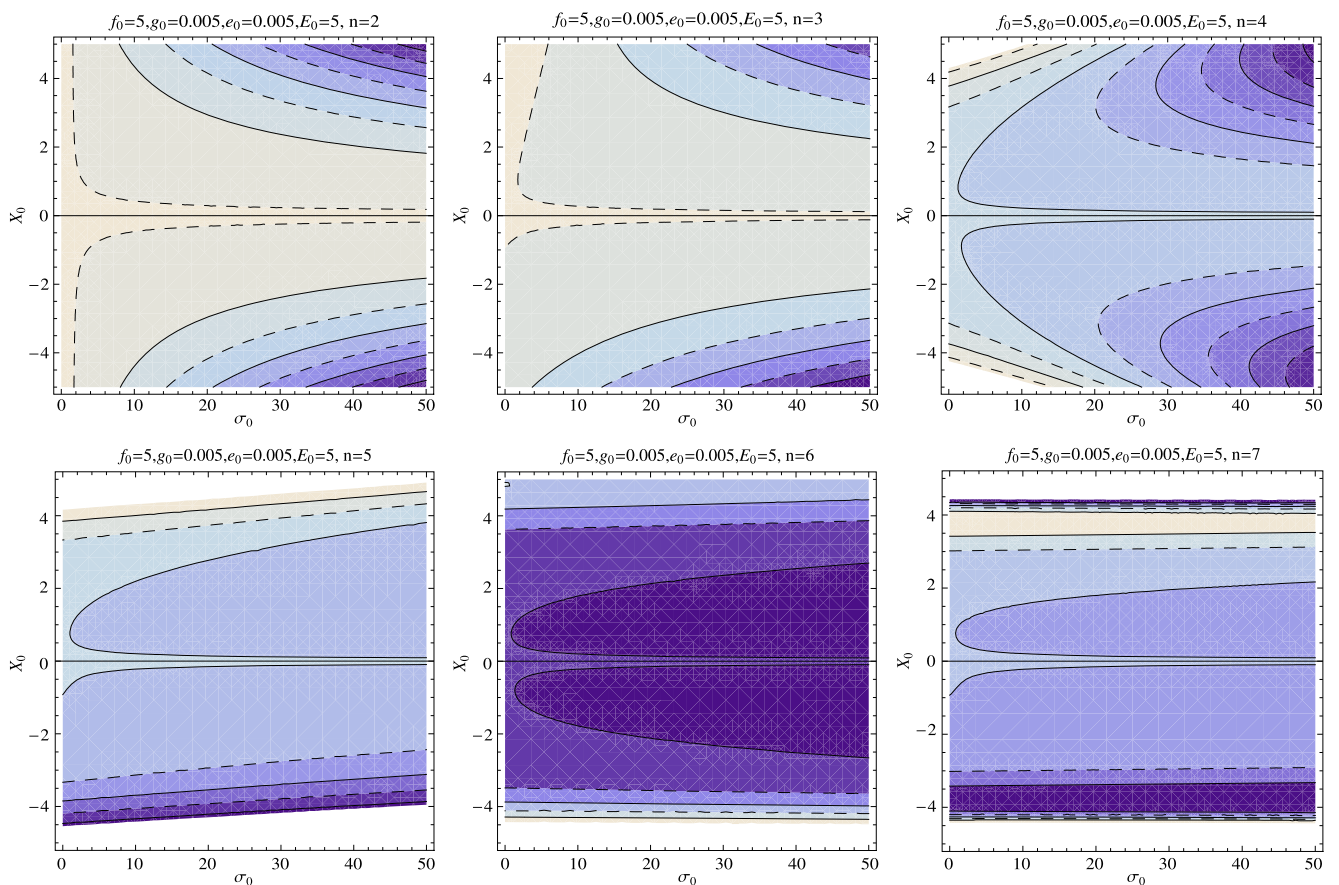 f₀=5,g₀=0.005,e₀=0.005,E₀=5, n=2
f₀=5,g₀=0.005,e₀=0.005,E₀=5, n=3
f₀=5,g₀=0.005,e₀=0.005,E₀=5, n=4
4
2
0
−2
−4
X₀
0 10 20 30 40 50
σ₀
4
2
0
−2
−4
X₀
0 10 20 30 40 50
σ₀
4
2
0
−2
−4
X₀
0 10 20 30 40 50
σ₀
f₀=5,g₀=0.005,e₀=0.005,E₀=5, n=5
f₀=5,g₀=0.005,e₀=0.005,E₀=5, n=6
f₀=5,g₀=0.005,e₀=0.005,E₀=5, n=7
4
2
0
−2
−4
X₀
0 10 20 30 40 50
σ₀
4
2
0
−2
−4
X₀
0 10 20 30 40 50
σ₀
4
2
0
−2
−4
X₀
0 10 20 30 40 50
σ₀